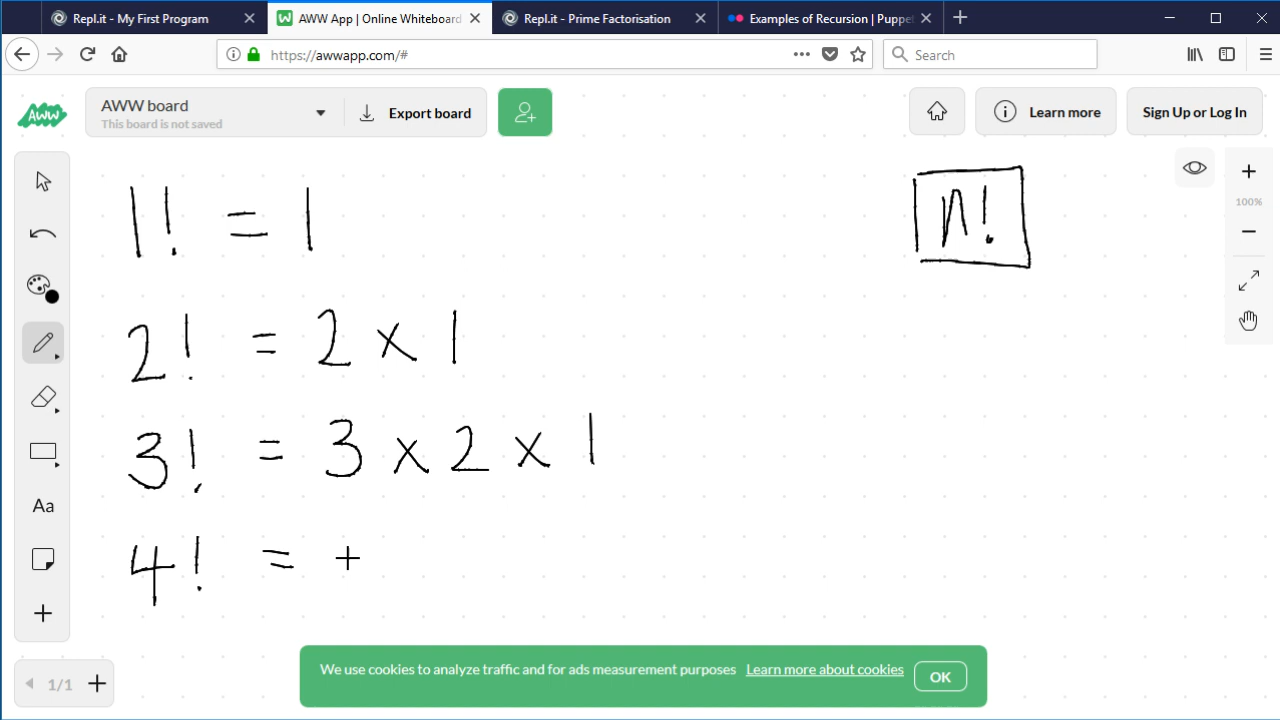 Repl.it - My First Program
AWW App | Online Whiteboard
Repl.it - Prime Factorisation
Examples of Recursion | Puppe
https://awwapp.com/#
Search
AWW
AWW board
This board is not saved
Export board
Learn more
Sign Up or Log In
1! = 1
n!
100%
2! = 2 x 1
3! = 3 x 2 x 1
Aa
4! =
We use cookies to analyze traffic and for ads measurement purposes Learn more about cookies
OK
1/1